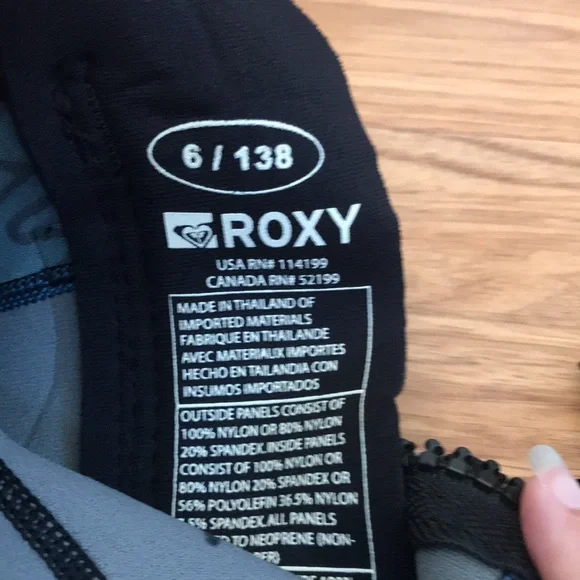 6 / 138
ROXY
USA RN# 114199
CANADA RN# 52199
MADE IN THAILAND OF
IMPORTED MATERIALS
FABRIQUE EN THAILANDE
AVEC MATERIAUX IMPORTES
HECHO EN TAILANDIA CON
INSUMOS IMPORTADOS
OUTSIDE PANELS CONSIST OF
100% NYLON OR 80% NYLON
20% SPANDEX. INSIDE PANELS
CONSIST OF 100% NYLON OR
80% NYLON 20% SPANDEX OR
56% POLYOLEFIN 36.5% NYLON
5% SPANDEX. ALL PANELS
TO NEOPRENE (NON-